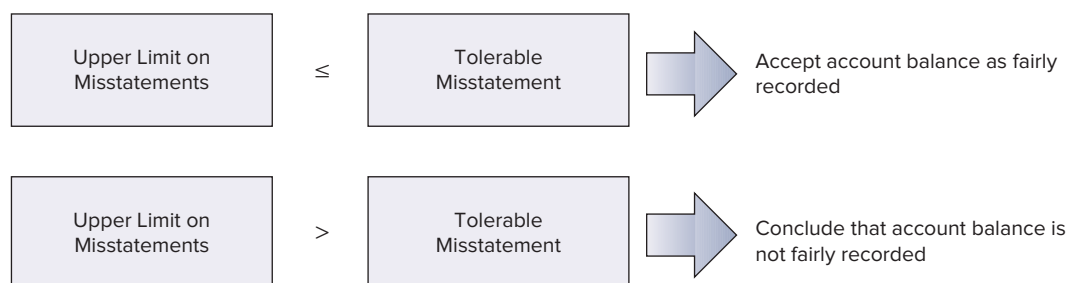 Upper Limit on
Misstatements
≤
Tolerable
Misstatement
Accept account balance as fairly
recorded
Upper Limit on
Misstatements
>
Tolerable
Misstatement
Conclude that account balance is
not fairly recorded